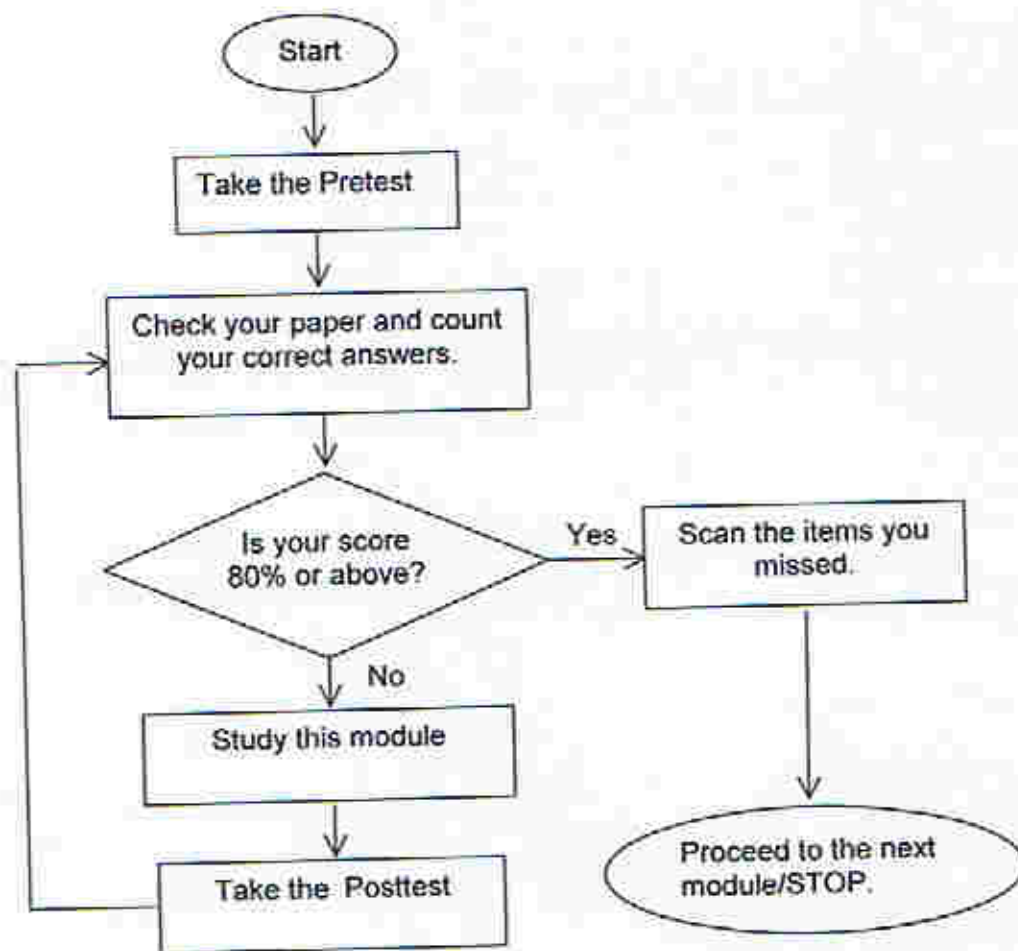 Start
Take the Pretest
Check your paper and count
your correct answers.
Is your score
80% or above?
Yes
Scan the items you
missed.
No
Study this module
Take the Posttest
Proceed to the next
module/STOP.